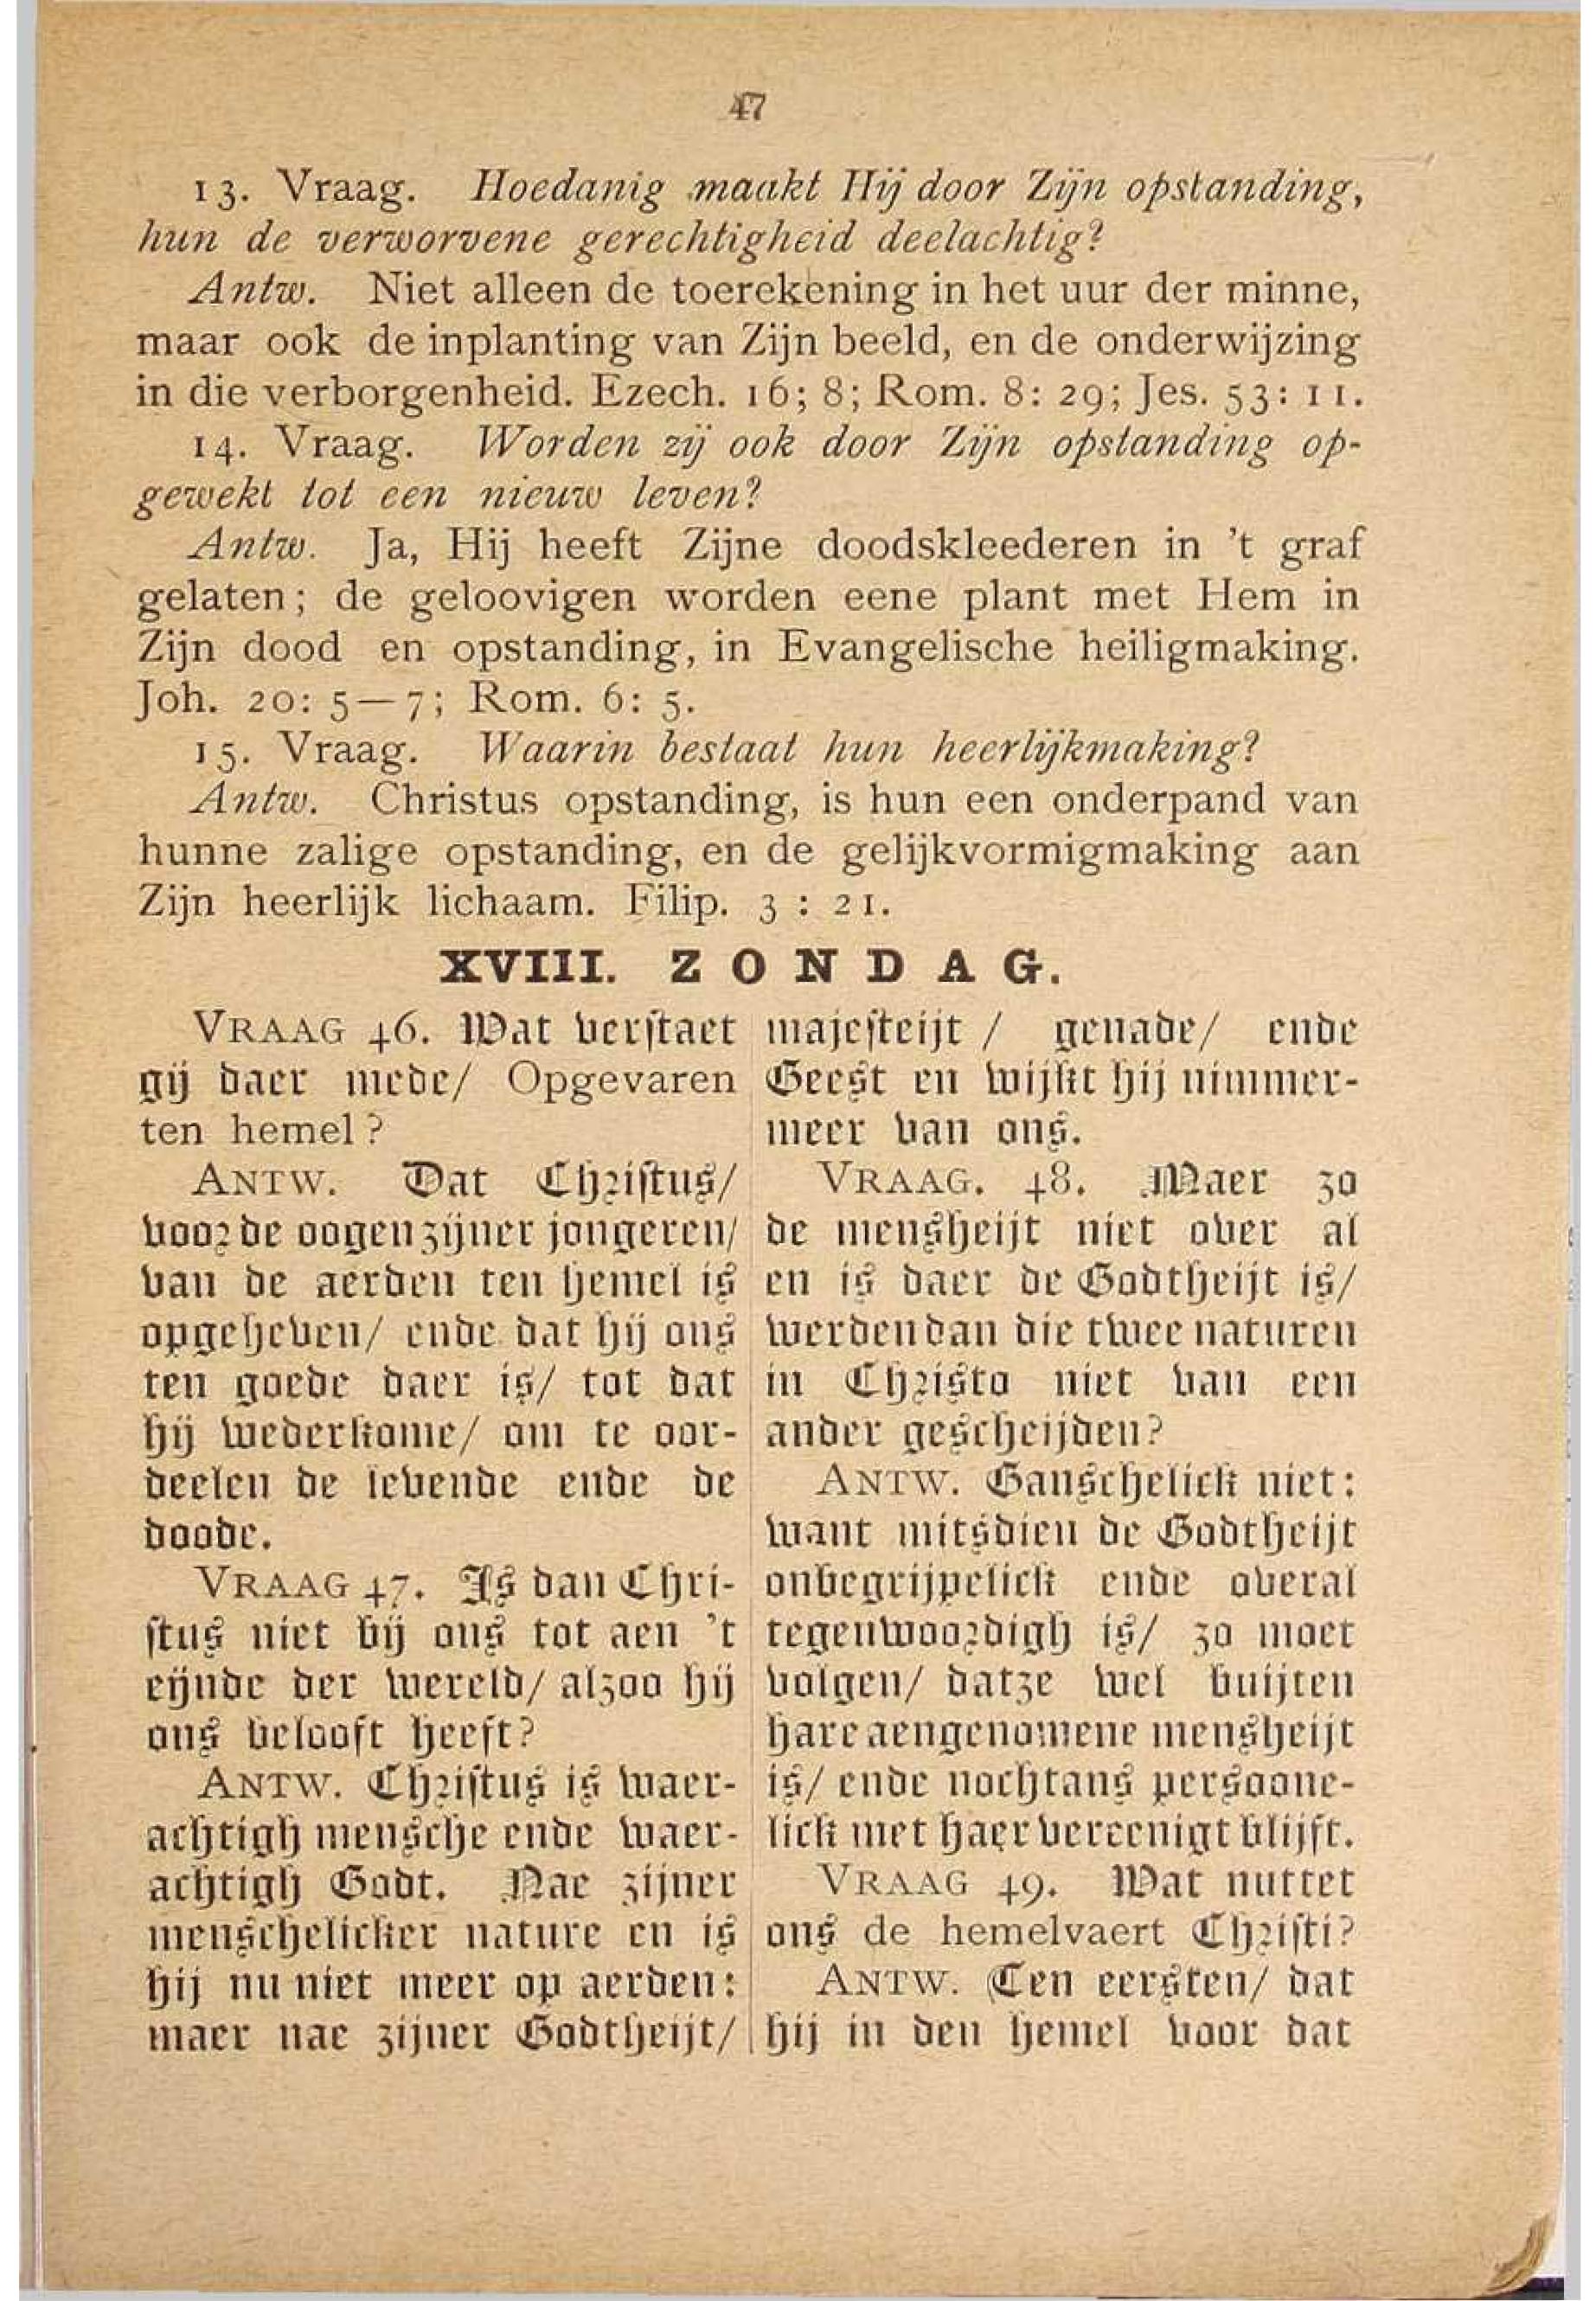 47
13. Vraag. Hoedanig maakt Hij door Zijn opstanding,
hun de verworvene gerechtigheid deelachtig?
Antw. Niet alleen de toerekening in het uur der minne,
maar ook de inplanting van Zijn beeld, en de onderwijzing
in die verborgenheid. Ezech. 16; 8; Rom. 8: 29; Jes. 53: 11.
14. Vraag. Worden zij ook door Zijn opstanding op-
gewekt tot een nieuw leven?
Antw. Ja, Hij heeft Zijne doodskleederen in 't graf
gelaten; de geloovigen worden eene plant met Hem in
Zijn dood en opstanding, in Evangelische heiligmaking.
Joh. 20: 5—7; Rom. 6: 5.
15. Vraag. Waarin bestaat hun heerlijkmaking?
Antw. Christus opstanding, is hun een onderpand van
hunne zalige opstanding, en de gelijkvormigmaking aan
Zijn heerlijk lichaam. Filip. 3 : 21.
XVIII. ZONDAG.
VRAAG 46. Wat verstaet
gij daer mede/ Opgevaren
ten hemel?
ANTW. Dat Christus/
voor de oogen zijner jongeren/
van de aerden ten hemel is
opgeheven/ ende dat hij ons
ten goede daer is/ tot dat
hij wederkome/ om te oor-
deelen de levende ende de
doode.
VRAAG 47. Is dan Chri-
stus niet bij ons tot aen 't
eijnde der wereld/ alzoo hij
ons belooft heeft?
ANTW. Christus is waer-
achtigh mensche ende waer-
achtigh Godt. Nae zijner
menschelicker nature en is
hij nu niet meer op aerden:
maer nae zijner Godtheijt/
majesteijt / genade/ ende
Geest en wijkt hij nimmer-
meer van ons.
VRAAG. 48. Maer zo
de mensheijt niet over al
en is daer de Godtheijt is/
werden dan die twee naturen
in Christo niet van een
ander gescheijden?
ANTW. Ganschelick niet:
want mitsdien de Godtheijt
onbegrijpelick ende overal
tegenwoordigh is/ zo moet
volgen/ datze wel buijten
hare aengenomene mensheijt
is/ ende nochtans persoone-
lick met haer vereenigt blijft.
VRAAG 49. Wat nuttet
ons de hemelvaert Christi?
ANTW. Ten eersten/ dat
hij in den hemel voor dat